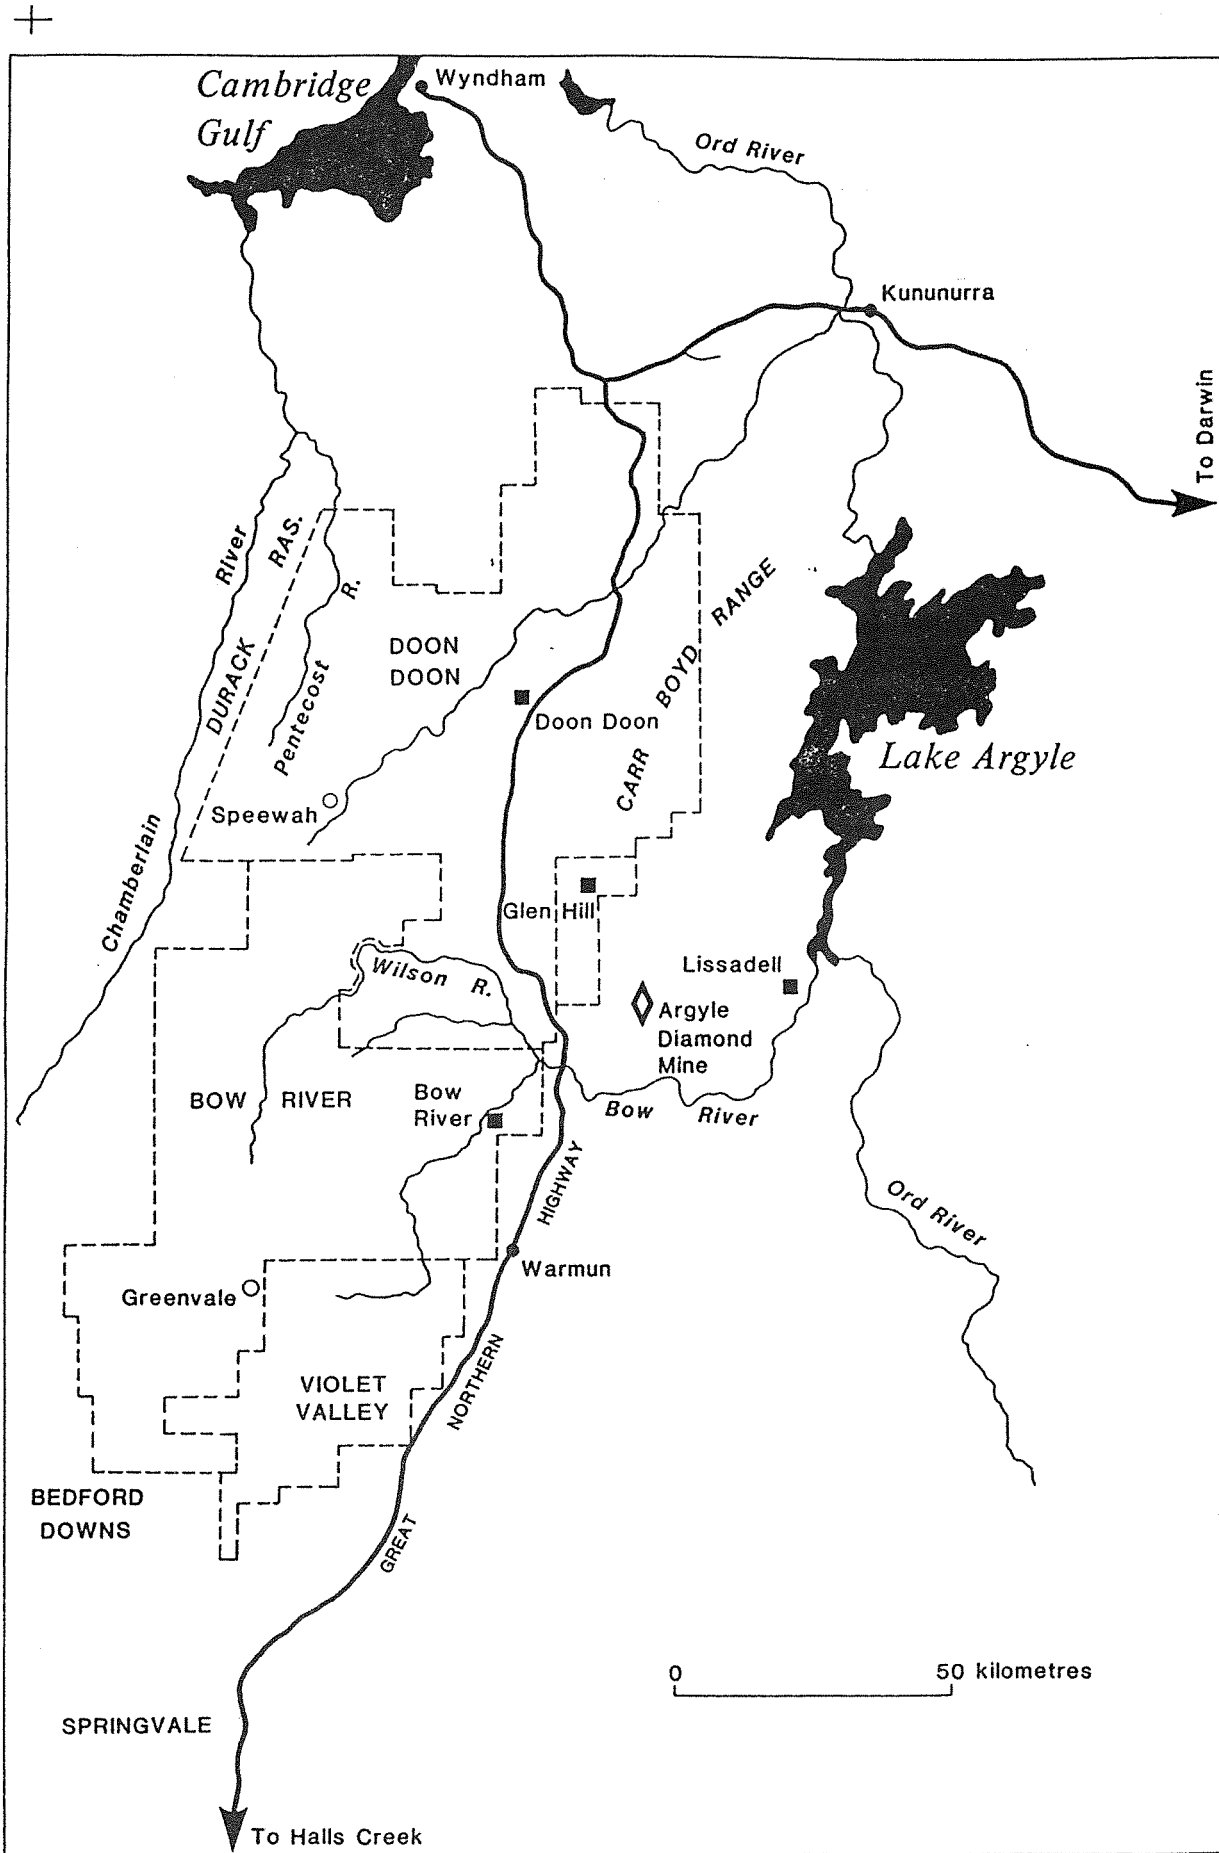 Cambridge
Gulf
Wyndham
Ord River
Kununurra
To Darwin
River
DURACK RAS.
Pentecost R.
DOON
DOON
Doon Doon
CARR BOYD RANGE
Lake Argyle
Speewah
Chamberlain
Glen Hill
Wilson R.
Lissadell
Argyle
Diamond
Mine
BOW RIVER
Bow
River
Bow River
Ord River
HIGHWAY
Warmun
Greenvale
NORTHERN
VIOLET
VALLEY
BEDFORD
DOWNS
GREAT
0 50 kilometres
SPRINGVALE
To Halls Creek